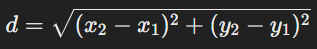 d = √(x₂ − x₁)² + (y₂ − y₁)²